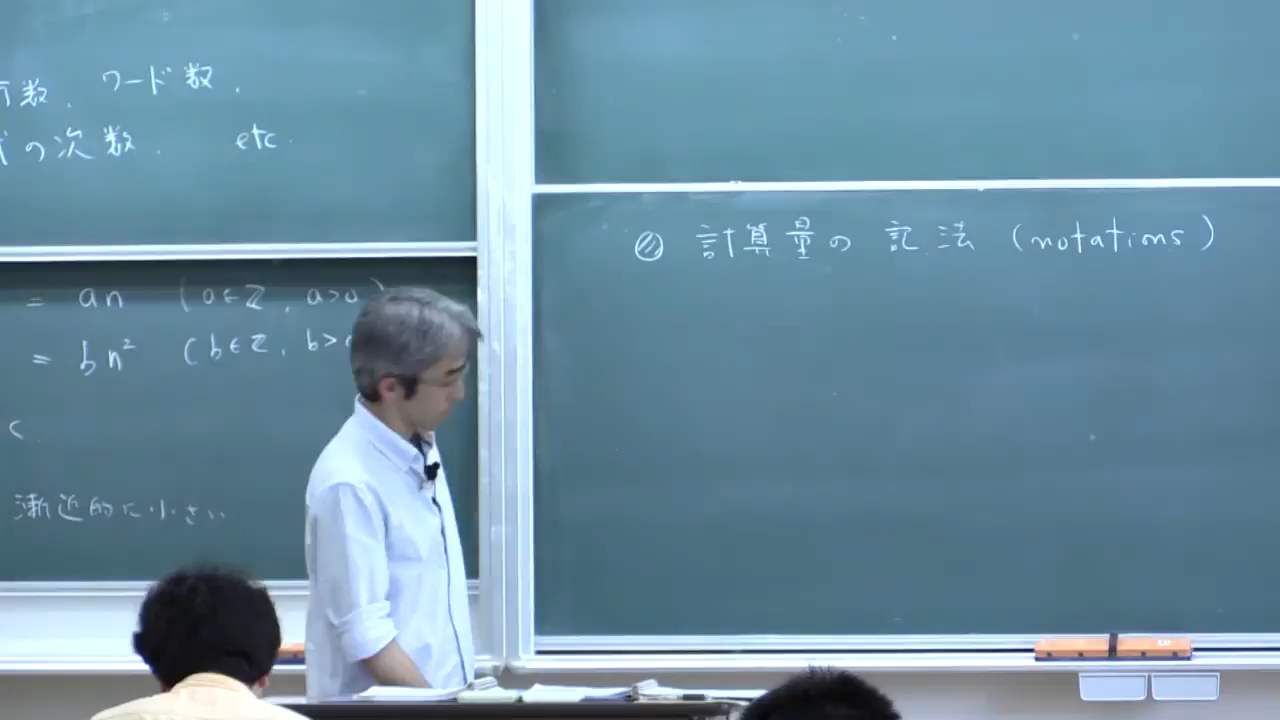 数、ワード数、
の次数、 etc.
= an (a∈ℤ, a>0)
= bn² (b∈ℤ, b>
漸近的に小さい
計算量の 記法 (notations)